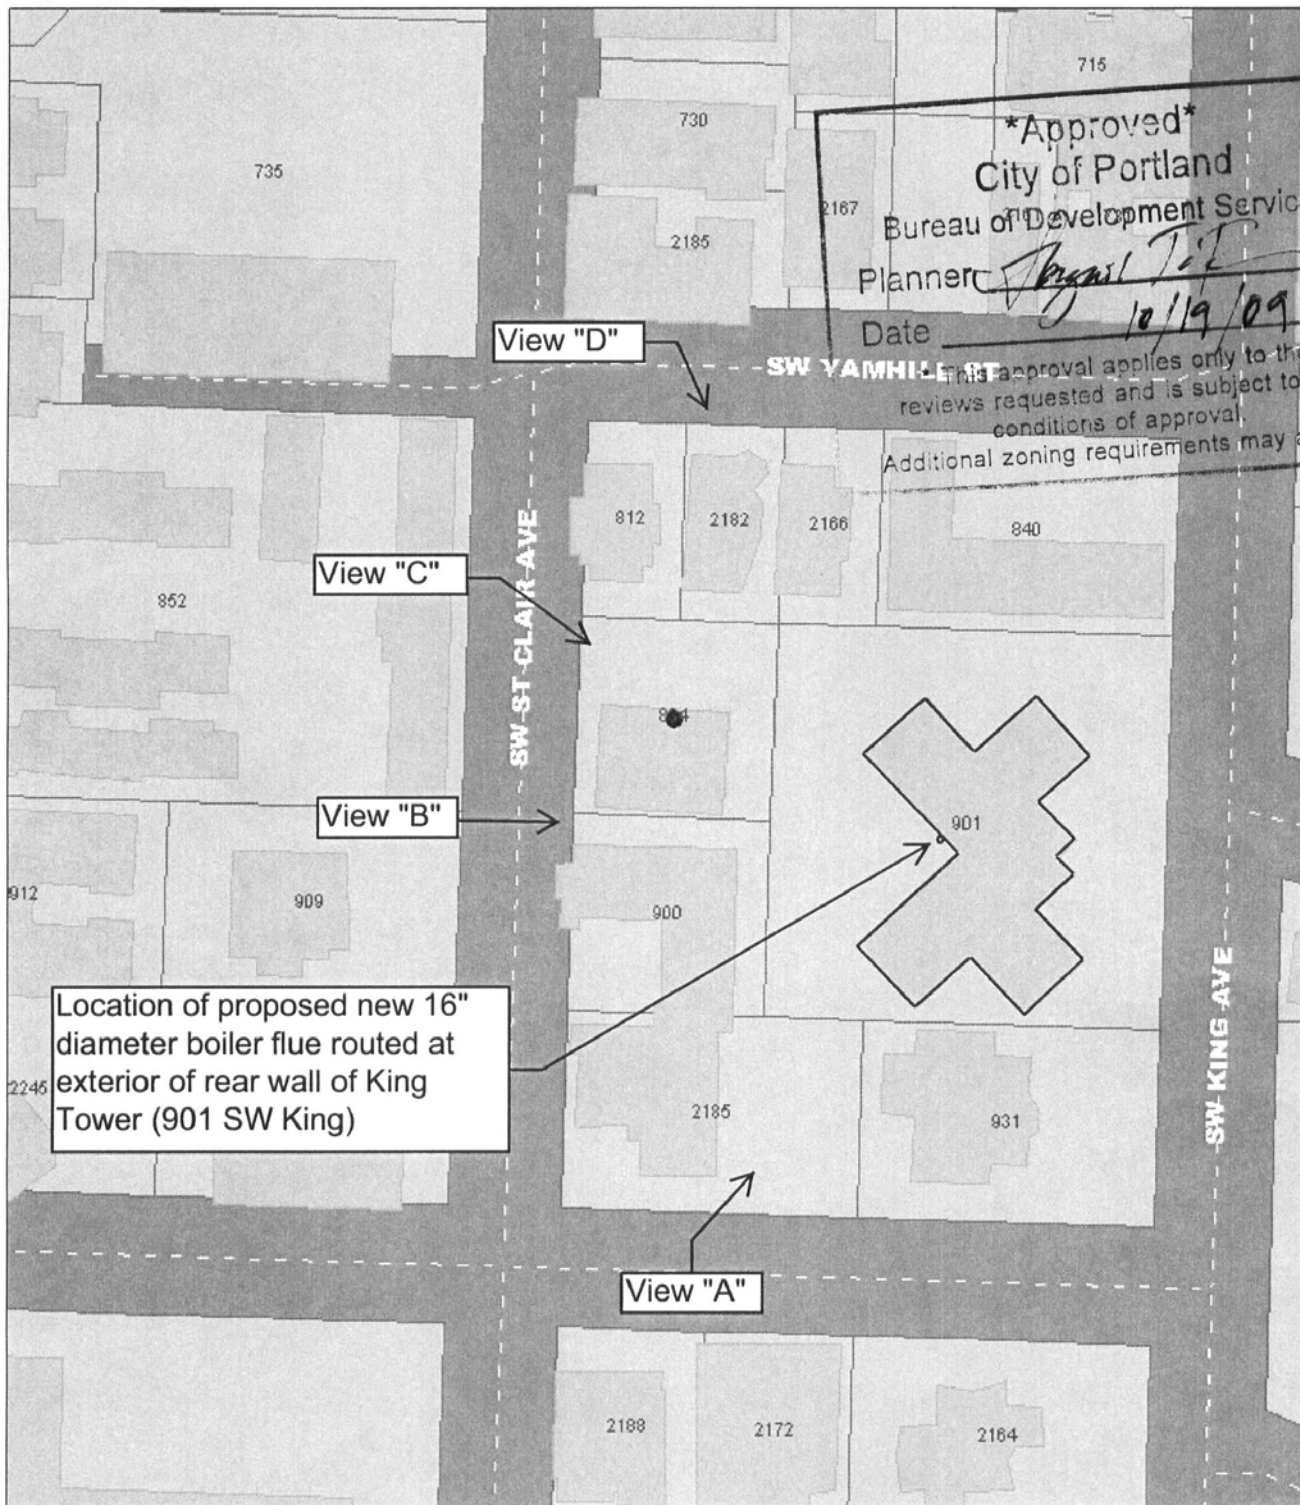 715
730
735
*Approved*
City of Portland
Bureau of Development Servic
2167
2185
Planner
Date 10/19/09
View "D"
SW YAMHILL ST
* This approval applies only to the
reviews requested and is subject to
conditions of approval.
Additional zoning requirements may a
812
2182
2166
840
SW ST CLAIR AVE
View "C"
852
View "B"
901
912
909
900
SW KING AVE
Location of proposed new 16"
diameter boiler flue routed at
exterior of rear wall of King
Tower (901 SW King)
2245
2185
931
View "A"
2188
2172
2164